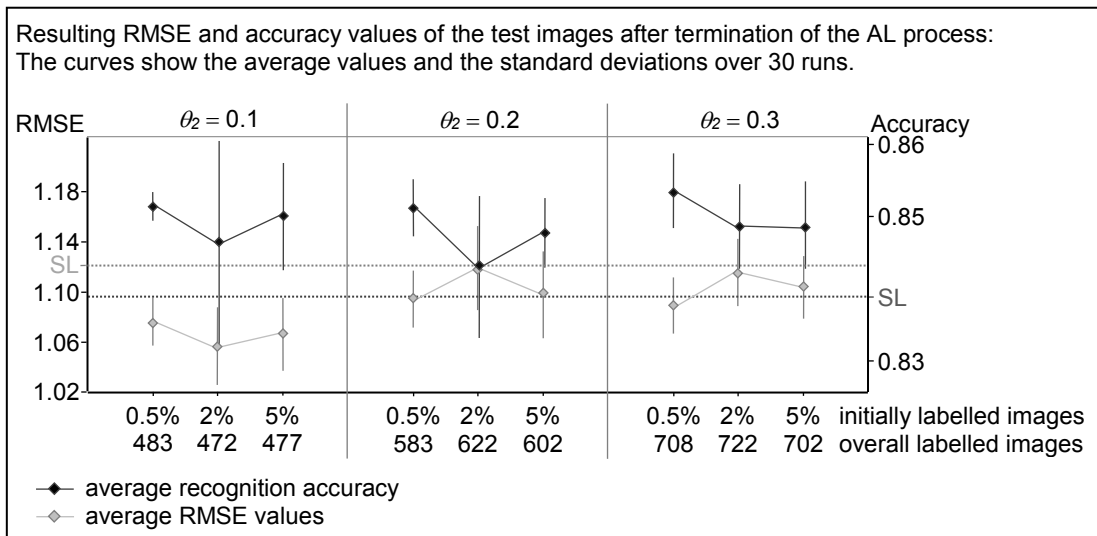 Resulting RMSE and accuracy values of the test images after termination of the AL process:
The curves show the average values and the standard deviations over 30 runs.
RMSE θ2 = 0.1 θ2 = 0.2 θ2 = 0.3 Accuracy
0.86
1.18
0.85
1.14
SL
1.10 SL
1.06
0.83
1.02
0.5% 2% 5% 0.5% 2% 5% 0.5% 2% 5% initially labelled images
483 472 477 583 622 602 708 722 702 overall labelled images
average recognition accuracy
average RMSE values